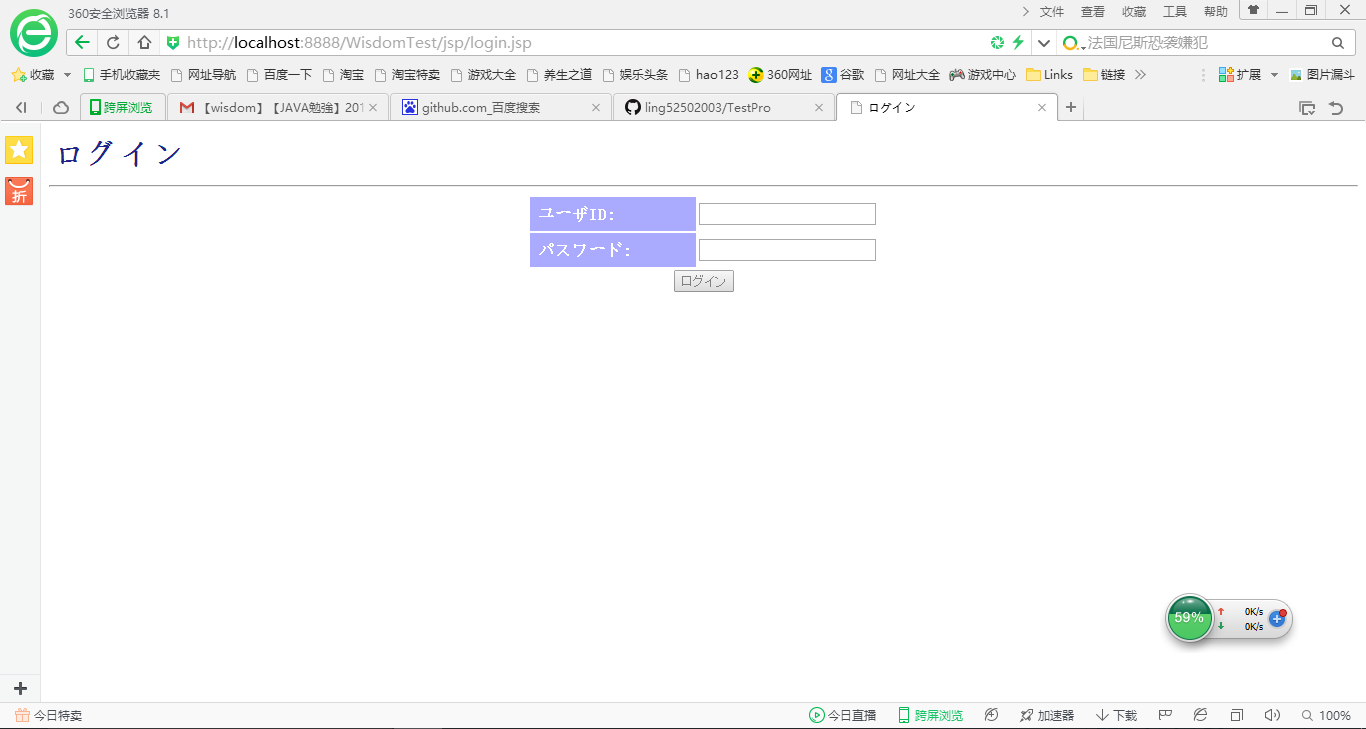 360安全浏览器 8.1
文件 查看 收藏 工具 帮助
http://localhost:8888/WisdomTest/jsp/login.jsp
法国尼斯恐袭嫌犯
收藏 手机收藏夹 网址导航 百度一下 淘宝 淘宝特卖 游戏大全 养生之道 娱乐头条 hao123 360网址 谷歌 网址大全 游戏中心 Links 链接 扩展 图片漏斗
跨屏浏览 【wisdom】【JAVA勉強】201 github.com_百度搜索 ling52502003/TestPro ログイン
折
ログイン
ユーザID：
パスワード：
ログイン
59% 0K/s
0K/s
今日特卖 今日直播 跨屏浏览 加速器 下载 100%